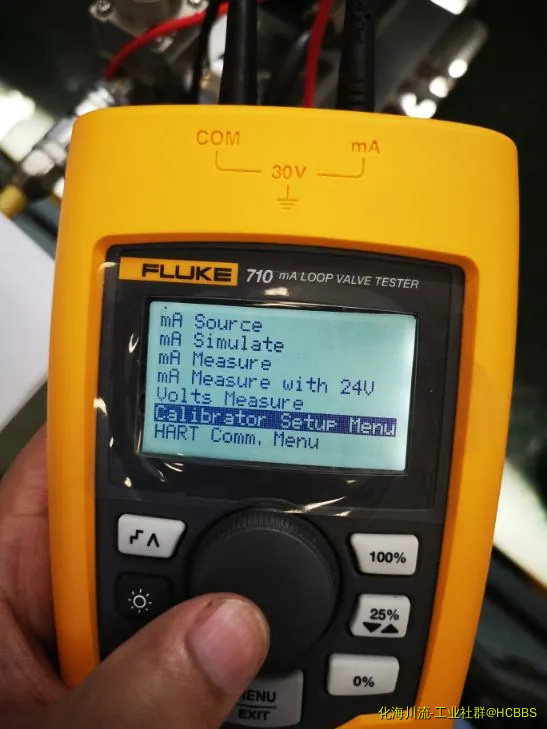 COM
mA
30V
FLUKE 710 mA LOOP VALVE TESTER
mA Source
mA Simulate
mA Measure
mA Measure with 24V
Volts Measure
Calibrator Setup Menu
HART Comm. Menu
100%
25%
0%
MENU
EXIT
化海川流-工业社群@HCBBS